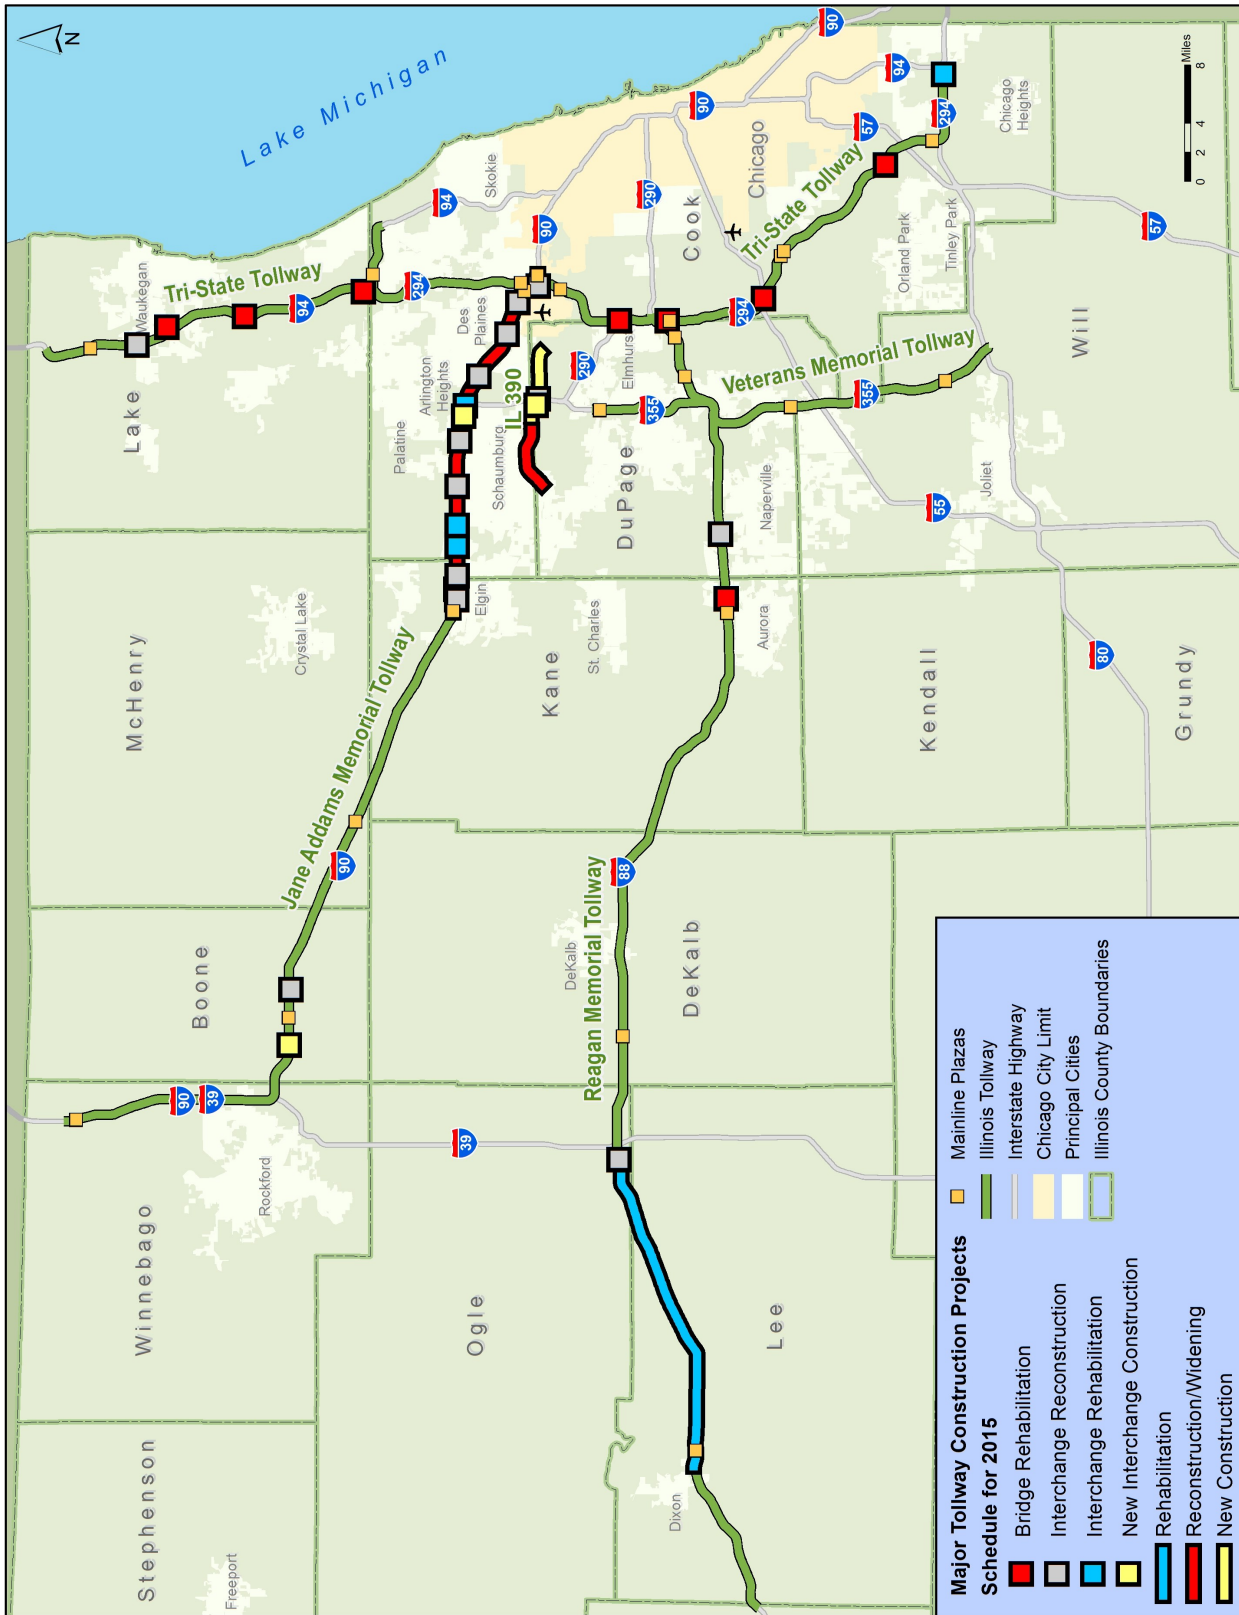 N
Lake Michigan
Stephenson
Winnebago
Boone
McHenry
Lake
Freeport
Rockford
Crystal Lake
Waukegan
90
39
94
Tri-State Tollway
Jane Addams Memorial Tollway
90
294
94
Skokie
Des
Plaines
Arlington
Heights
Palatine
Schaumburg
Elgin
Ogle
39
Kane
St. Charles
IL 390
290
Elmhurst
90
290
90
90
Chicago
Cook
DeKalb
Reagan Memorial Tollway
88
DeKalb
DuPage
355
Naperville
Aurora
294
Tri-State Tollway
57
94
294
Chicago
Heights
Dixon
Lee
Veterans Memorial Tollway
355
Orland Park
Tinley Park
Kendall
55
Joliet
Will
80
57
Grundy
0 2 4 8
Miles
Major Tollway Construction Projects
Schedule for 2015
Bridge Rehabilitation
Interchange Reconstruction
Interchange Rehabilitation
New Interchange Construction
Rehabilitation
Reconstruction/Widening
New Construction
Mainline Plazas
Illinois Tollway
Interstate Highway
Chicago City Limit
Principal Cities
Illinois County Boundaries